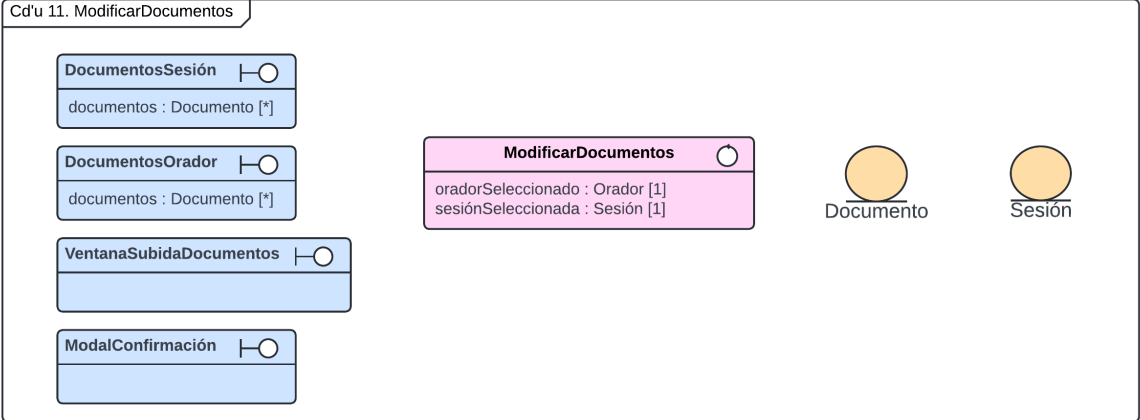 Cd'u 11. ModificarDocumentos
DocumentosSesión
documentos : Documento [*]
DocumentosOrador
documentos : Documento [*]
VentanaSubidaDocumentos
ModalConfirmación
ModificarDocumentos
oradorSeleccionado : Orador [1]
sesiónSeleccionada : Sesión [1]
Documento
Sesión